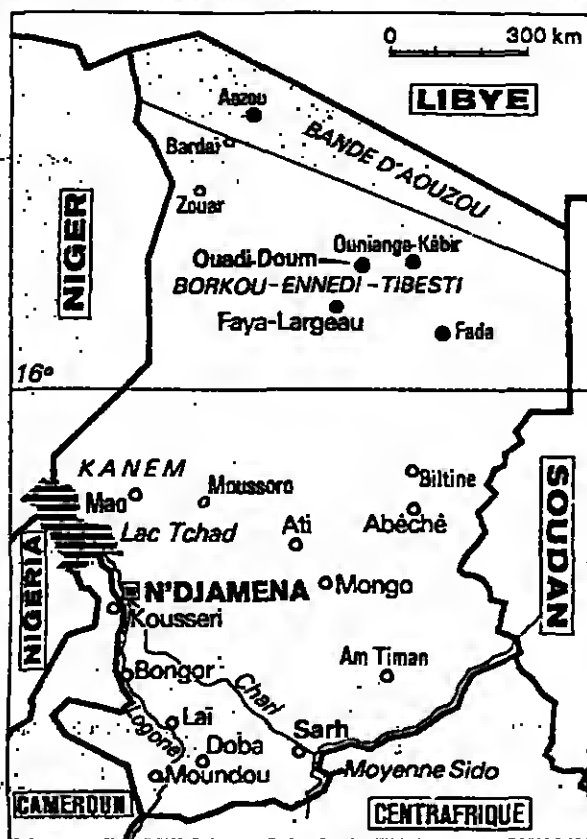 0 300 km
LIBYE
Aozou
BANDE D'AOUZOU
Bardaï
Zouar
NIGER
Ounianga-Kébir
Ouadi-Doum
BORKOU-ENNEDI-TIBESTI
Faya-Largeau
Fada
16°
KANEM
Mao
Moussoro
Biltine
Lac Tchad
Ati
Abéché
SOUDAN
NIGERIA
N'DJAMENA
Mongo
Kousseri
Bongor
Am Timan
Chari
Logone
Laï
Doba
Sarh
Moundou
Moyenne Sido
CAMEROUN
CENTRAFRIQUE